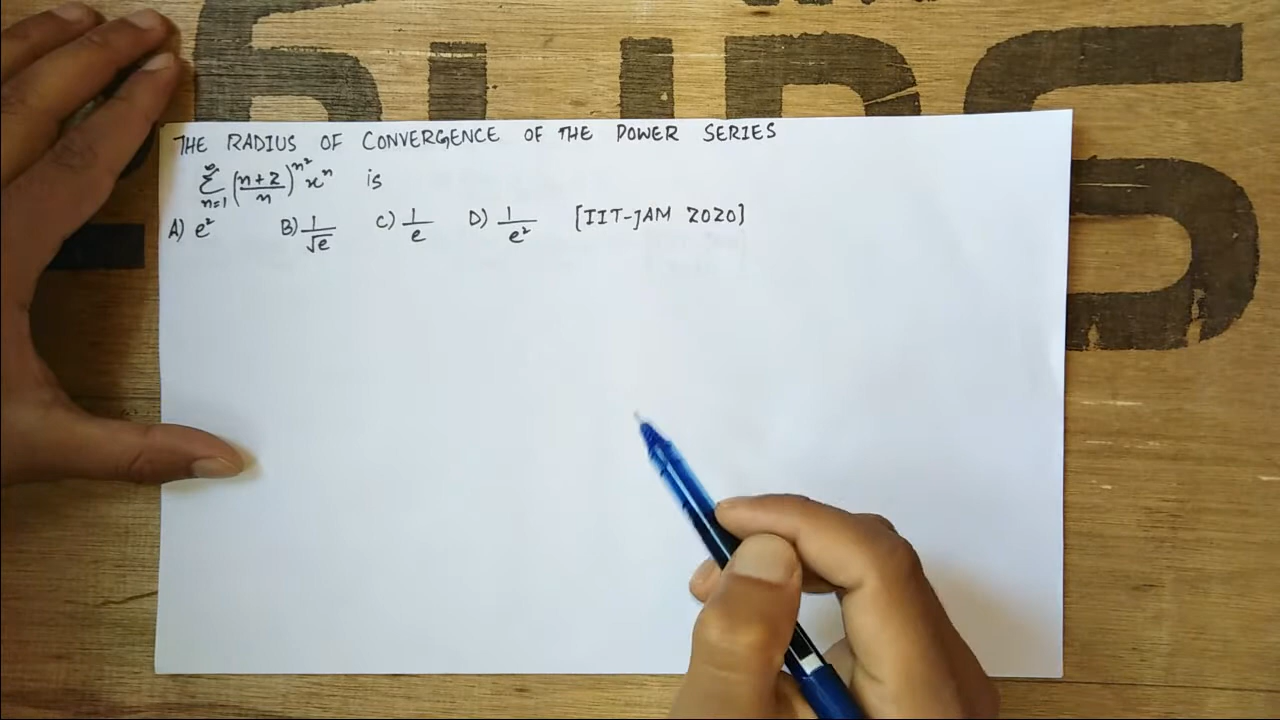 THE RADIUS OF CONVERGENCE OF THE POWER SERIES
∑_{n=1}^{∞} ((n+2)/n)^{n²} xⁿ is
A) e² B) 1/√e C) 1/e D) 1/e² [IIT-JAM 2020]